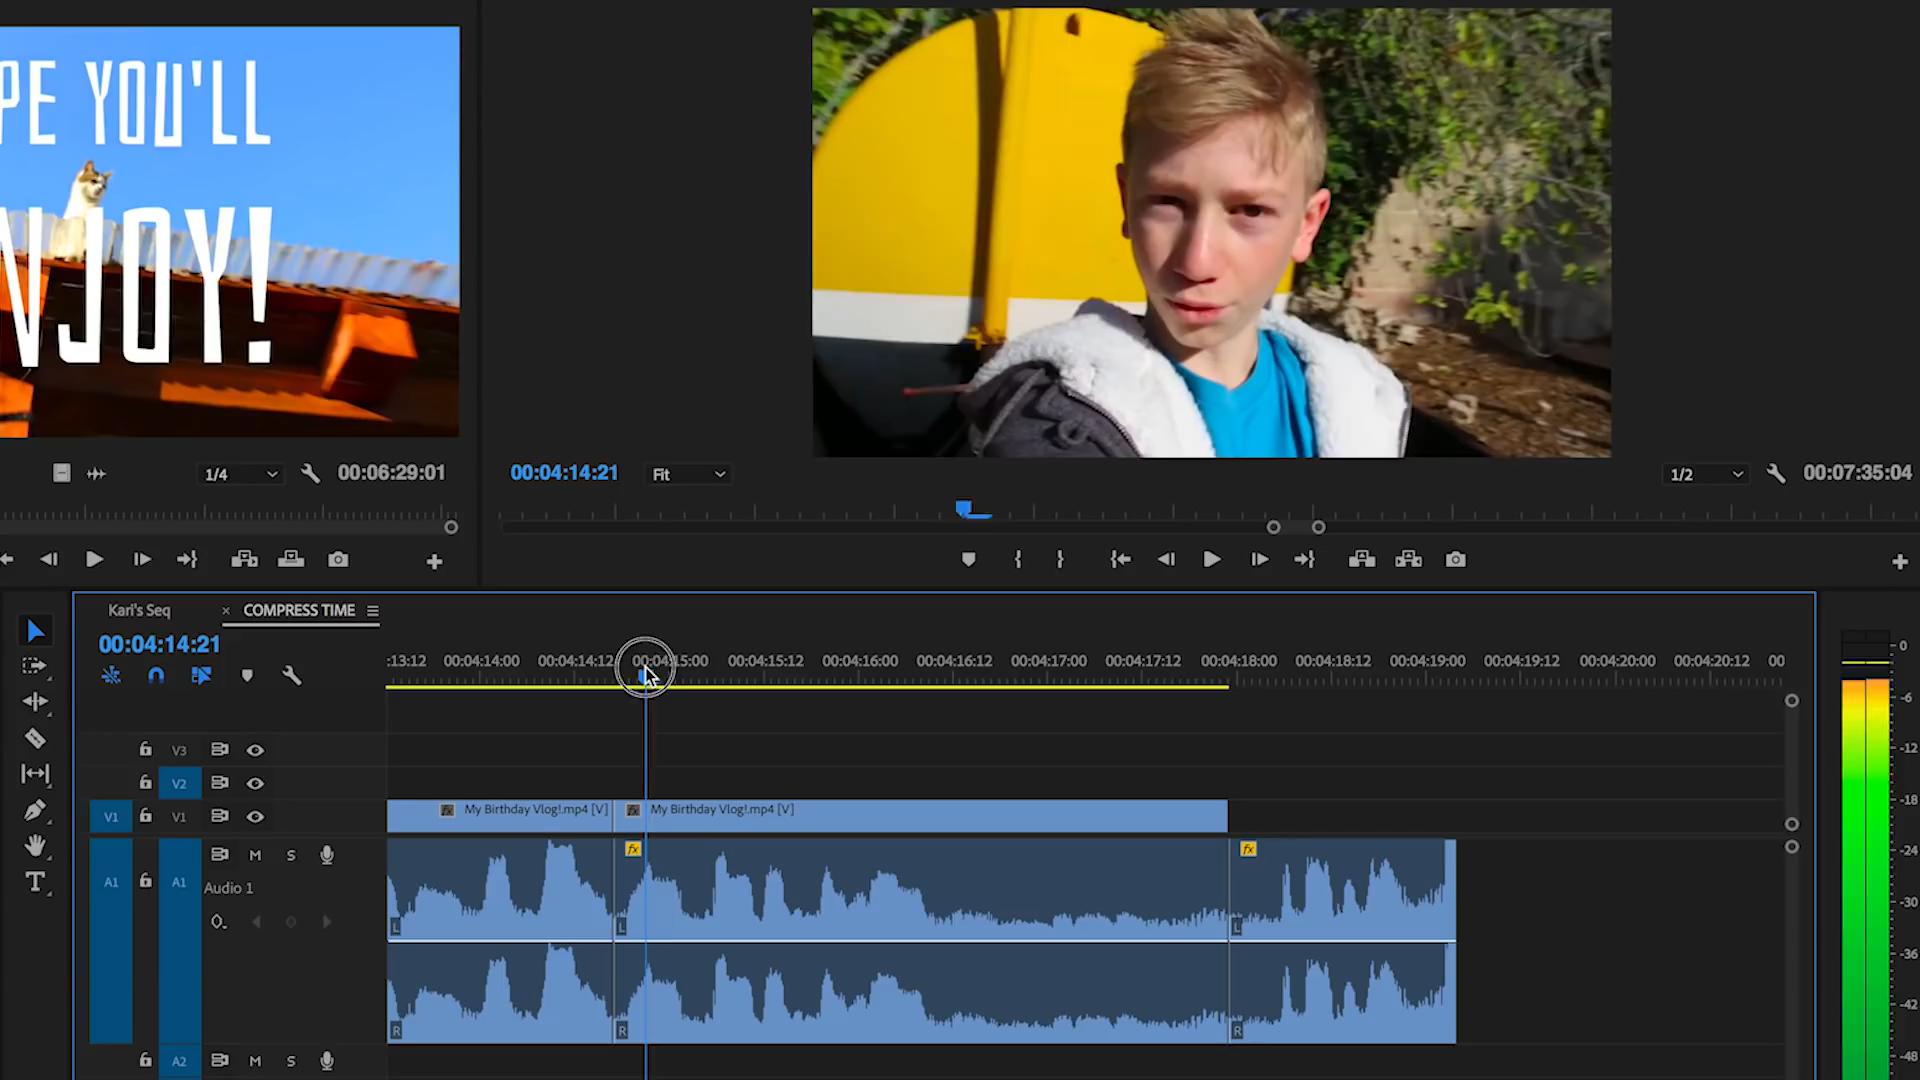 PE YOU'LL
NJOY!
1/4
00:06:29:01
00:04:14:21
Fit
1/2
00:07:35:04
Kari's Seq
× COMPRESS TIME
00:04:14:21
:13:12 00:04:14:00 00:04:14:12 00:04:15:00 00:04:15:12 00:04:16:00 00:04:16:12 00:04:17:00 00:04:17:12 00:04:18:00 00:04:18:12 00:04:19:00 00:04:19:12 00:04:20:00 00:04:20:12 00
V3
V2
V1 V1
fx My Birthday Vlog!.mp4 [V]
fx My Birthday Vlog!.mp4 [V]
A1 A1 M S
Audio 1
fx
fx
L L L
R R R
A2 M S
T
0
-6
-12
-18
-24
-30
-36
-42
-48